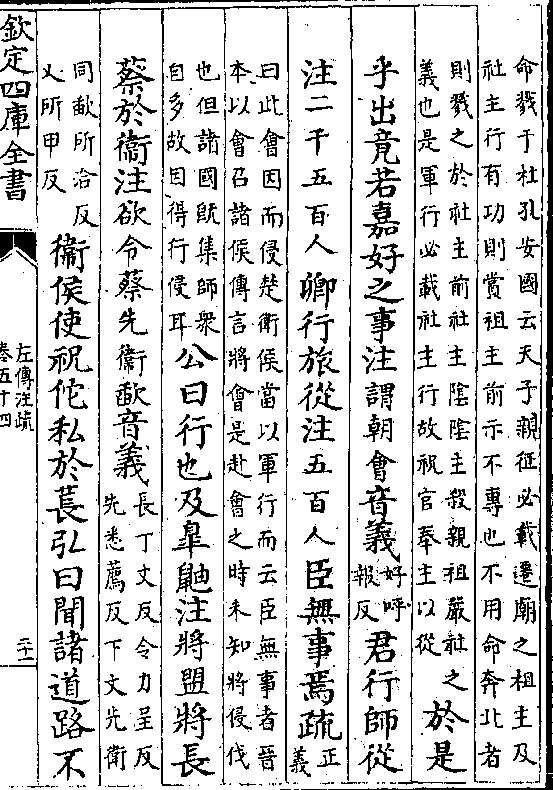 命戮于社孔安國云天子親征必載遷廟之祖主及
社主行有功則賞祖主前示不專也不用命奔北者
則戮之於社主前社主陰陰主殺親祖嚴社之
義也是軍行必載社主行故祝官奉主以從
於是
乎出竟若嘉好之事注謂朝會音義
好呼
報反
君行師從
注二千五百人卿行旅從注五百人臣無事焉疏
正
義
曰此會因而侵楚衛侯當以軍行而云臣無事者晉
本以會召諸侯傳言將會是赴會之時未知將侵伐
也但諸國既集師衆
自多故因得行侵耳
公曰行也及臯鼬注將盟將長
蔡於衛注欲令蔡先衛歃音義
長丁丈反令力呈反
先悉薦反下文先衛
同歃所洽反
乂所甲反
衛侯使祝佗私於萇弘曰聞諸道路不
欽定四庫全書
左傳注疏
卷五十四
二十一